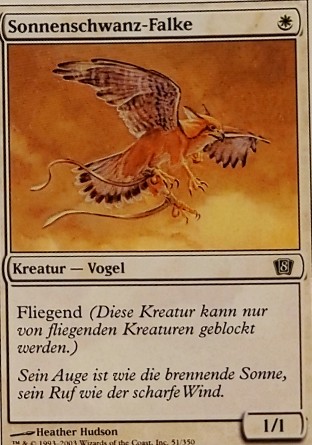 Sonnenschwanz-Falke
Kreatur — Vogel
8
Fliegend (Diese Kreatur kann nur
von fliegenden Kreaturen geblockt
werden.)
Sein Auge ist wie die brennende Sonne,
sein Ruf wie der scharfe Wind.
Heather Hudson
™ & © 1993–2003 Wizards of the Coast, Inc. 51/350
1/1